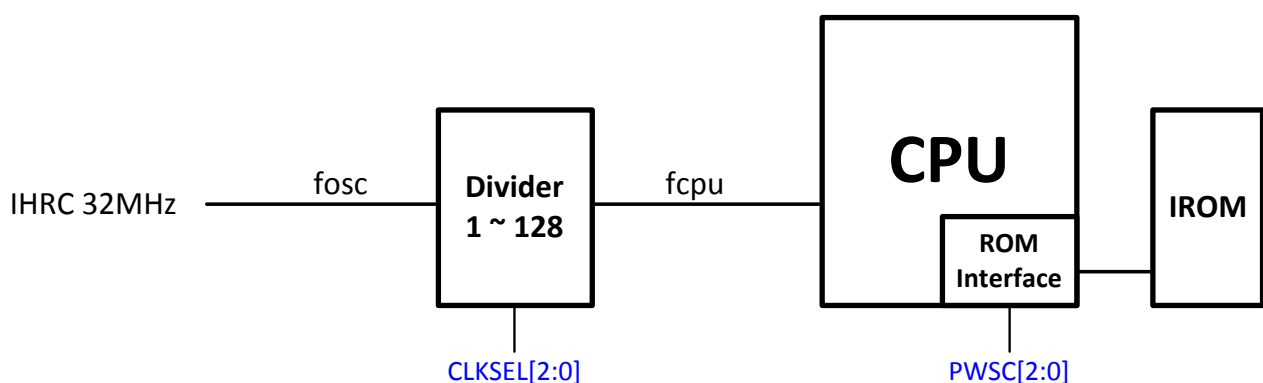 IHRC 32MHz
fosc
Divider
1 ~ 128
fcpu
CPU
ROM
Interface
IROM
CLKSEL[2:0]
PWSC[2:0]